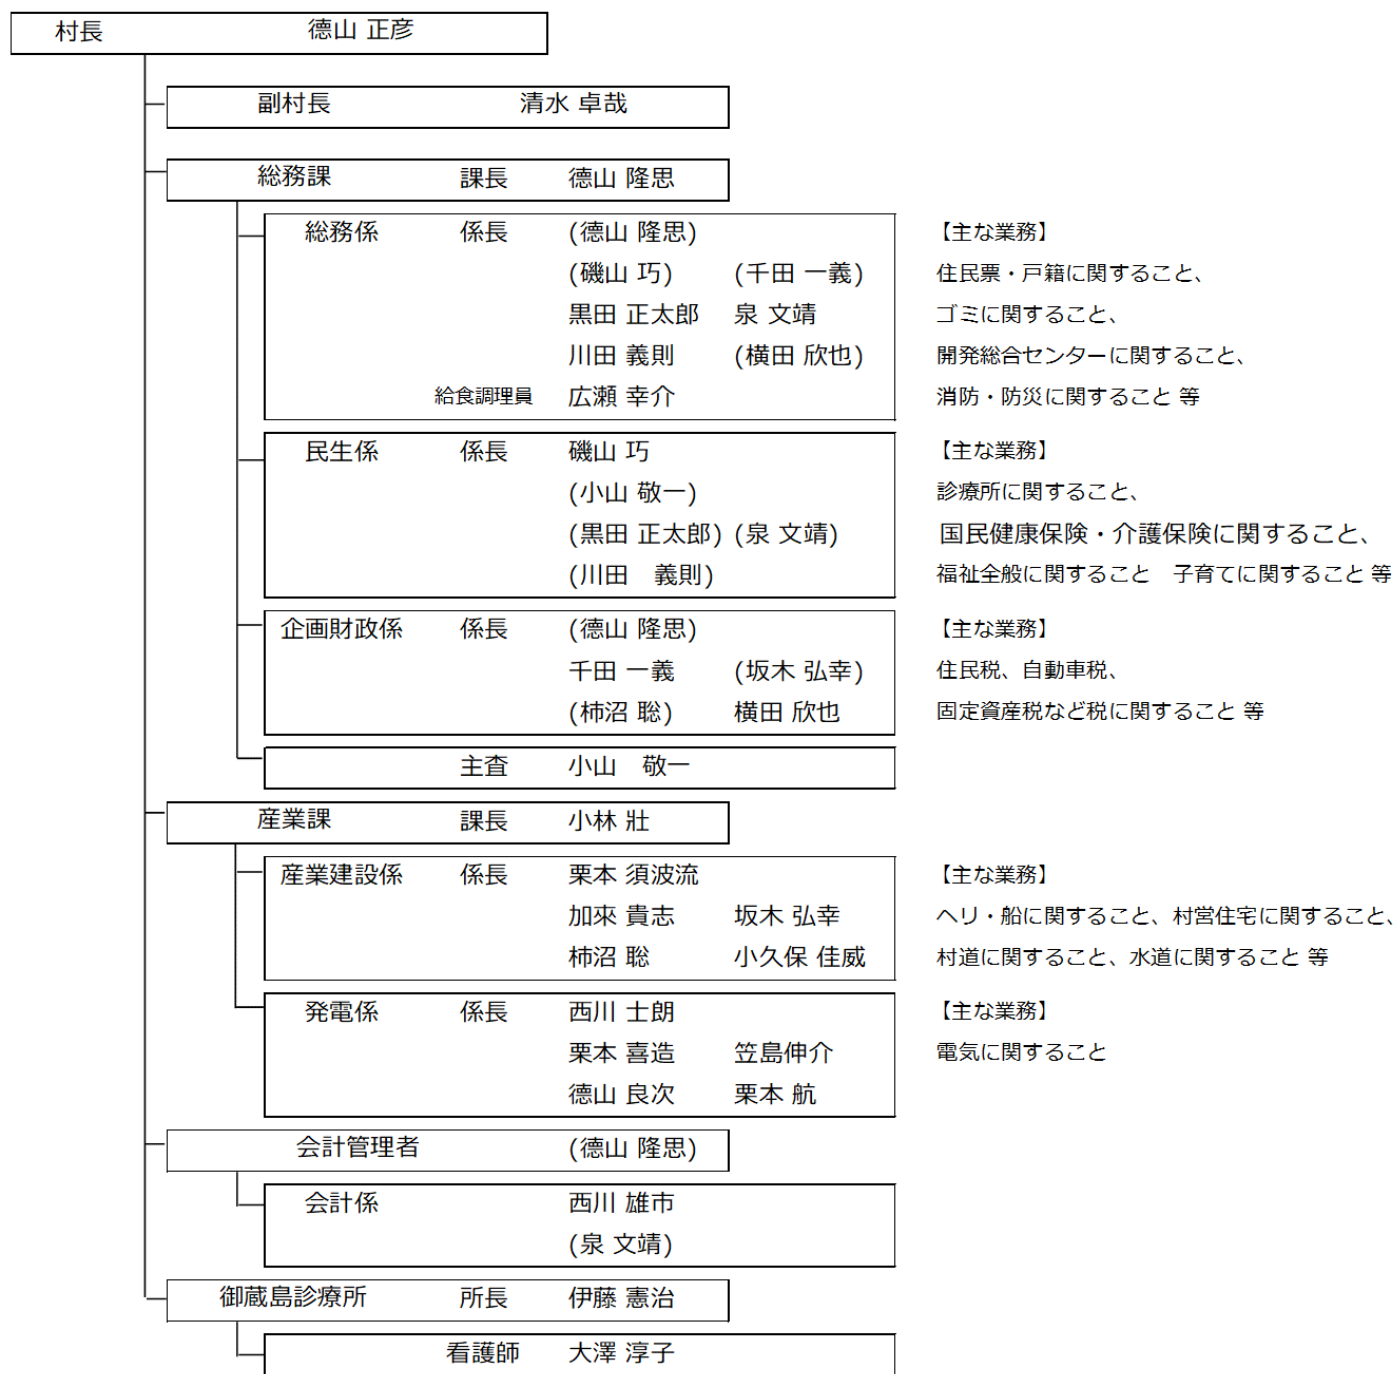 村長 德山 正彦
副村長 清水 卓哉
総務課 課長 德山 隆思
総務係 係長 (德山 隆思) 【主な業務】
(磯山 巧) (千田 一義) 住民票・戸籍に関すること、
黒田 正太郎 泉 文靖 ゴミに関すること、
川田 義則 (横田 欣也) 開発総合センターに関すること、
給食調理員 広瀬 幸介 消防・防災に関すること 等
民生係 係長 磯山 巧 【主な業務】
(小山 敬一) 診療所に関すること、
(黒田 正太郎) (泉 文靖) 国民健康保険・介護保険に関すること、
(川田　義則) 福祉全般に関すること　子育てに関すること 等
企画財政係 係長 (德山 隆思) 【主な業務】
千田 一義 (坂木 弘幸) 住民税、自動車税、
(柿沼 聡) 横田 欣也 固定資産税など税に関すること 等
主査 小山　敬一
産業課 課長 小林 壯
産業建設係 係長 栗本 須波流 【主な業務】
加來 貴志 坂木 弘幸 ヘリ・船に関すること、村営住宅に関すること、
柿沼 聡 小久保 佳威 村道に関すること、水道に関すること 等
発電係 係長 西川 士朗 【主な業務】
栗本 喜造 笠島伸介 電気に関すること
德山 良次 栗本 航
会計管理者 (德山 隆思)
会計係 西川 雄市
(泉 文靖)
御蔵島診療所 所長 伊藤 憲治
看護師 大澤 淳子